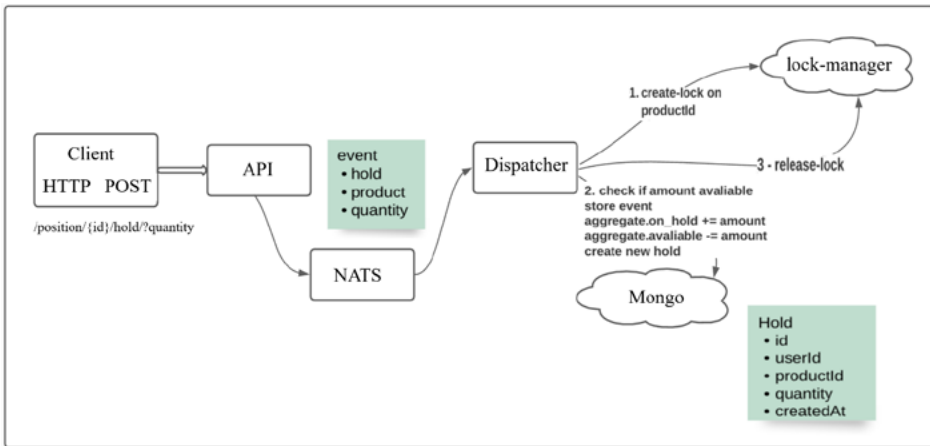 lock-manager
1. create-lock on
productId
Client
HTTP POST
API
event
• hold
• product
• quantity
Dispatcher
3 - release-lock
/position/{id}/hold/?quantity
2. check if amount avaliable
store event
aggregate.on_hold += amount
aggregate.avaliable -= amount
create new hold
NATS
Mongo
Hold
• id
• userId
• productId
• quantity
• createdAt